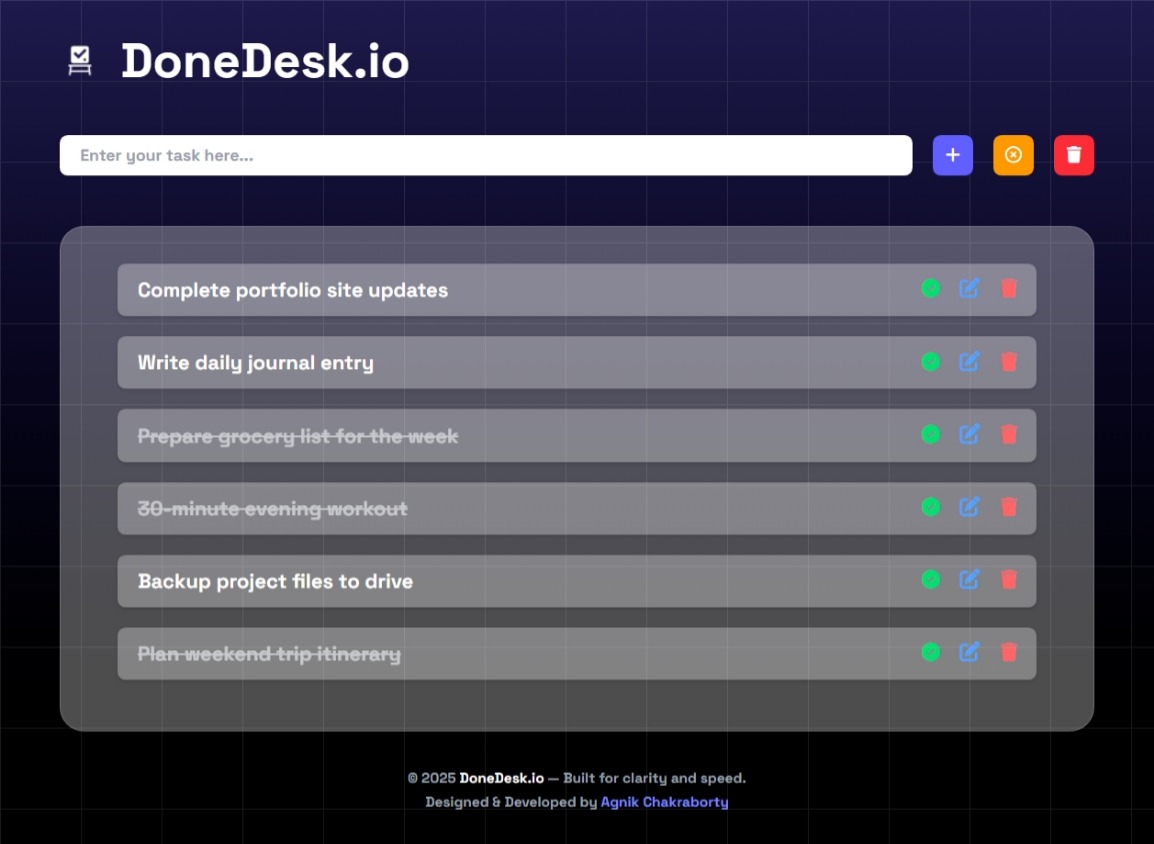 DoneDesk.io
Enter your task here...
Complete portfolio site updates
Write daily journal entry
Prepare grocery list for the week
30-minute evening workout
Backup project files to drive
Plan weekend trip itinerary
© 2025 DoneDesk.io — Built for clarity and speed.
Designed & Developed by Agnik Chakraborty